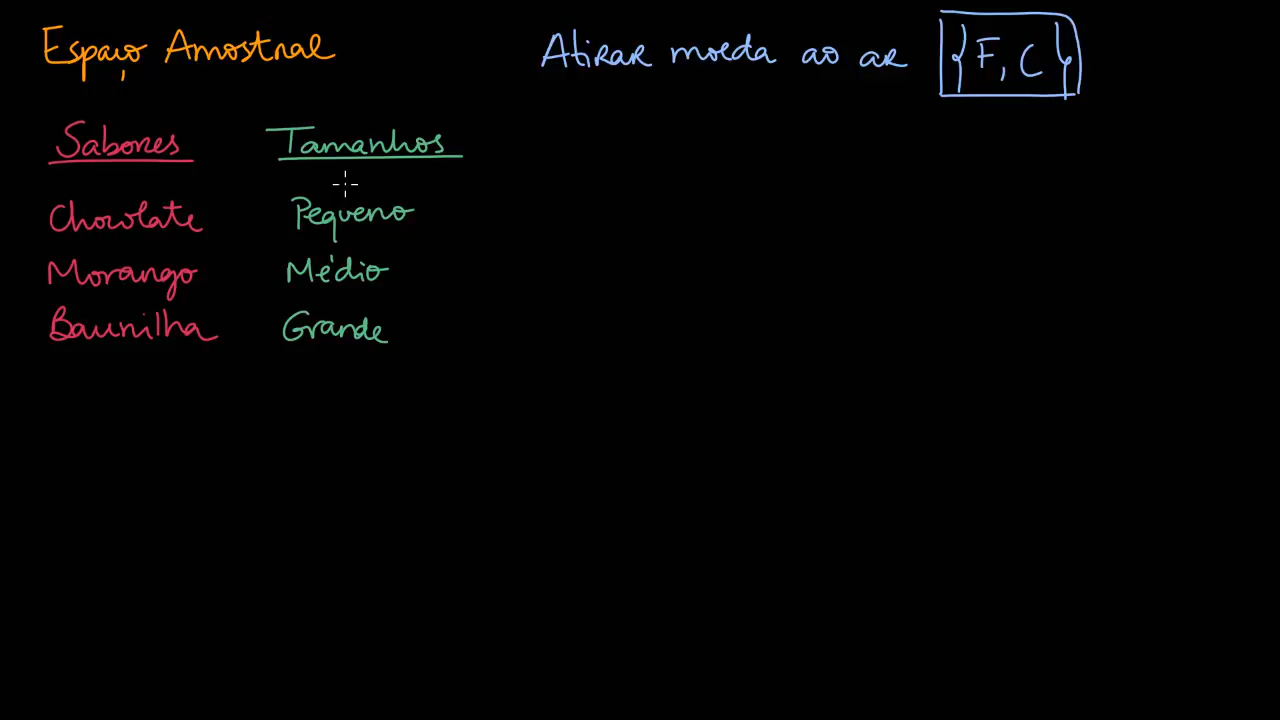 Espaço Amostral
Atirar moeda ao ar {F, C}
Sabores Tamanhos
Chocolate Pequeno
Morango Médio
Baunilha Grande